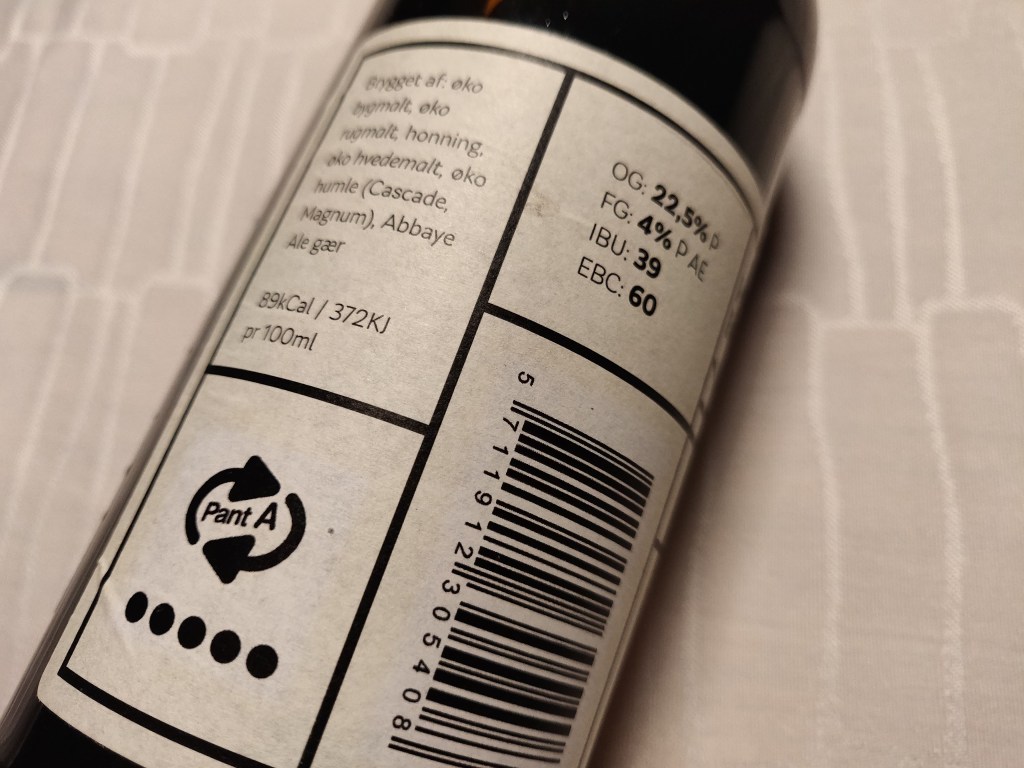 Brygget af: øko
bygmalt, øko
rugmalt, honning,
øko hvedemalt, øko
humle (Cascade,
Magnum), Abbaye
Ale gær
89kCal / 372KJ
pr 100ml
OG: 22,5% P
FG: 4% P AE
IBU: 39
EBC: 60
Pant A
5 711912 305408